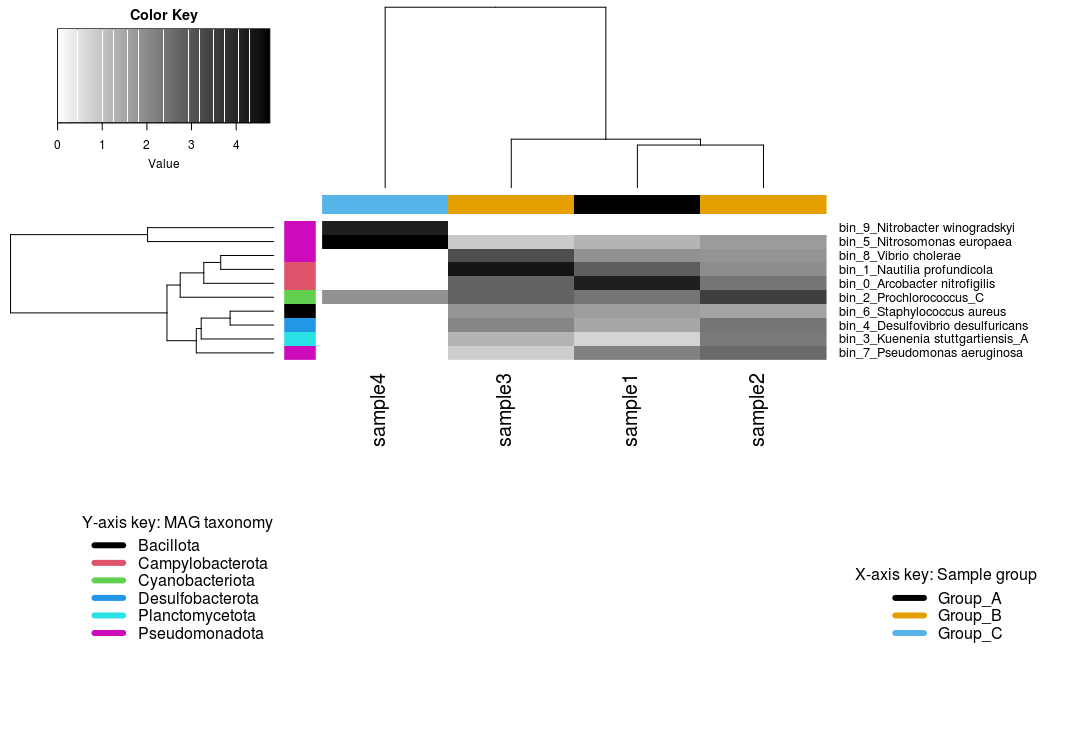 Color Key
0 1 2 3 4
Value
bin_9_Nitrobacter winogradskyi
bin_5_Nitrosomonas europaea
bin_8_Vibrio cholerae
bin_1_Nautilia profundicola
bin_0_Arcobacter nitrofigilis
bin_2_Prochlorococcus_C
bin_6_Staphylococcus aureus
bin_4_Desulfovibrio desulfuricans
bin_3_Kuenenia stuttgartiensis_A
bin_7_Pseudomonas aeruginosa
sample4
sample3
sample1
sample2
Y-axis key: MAG taxonomy
Bacillota
Campylobacterota
Cyanobacteriota
Desulfobacterota
Planctomycetota
Pseudomonadota
X-axis key: Sample group
Group_A
Group_B
Group_C